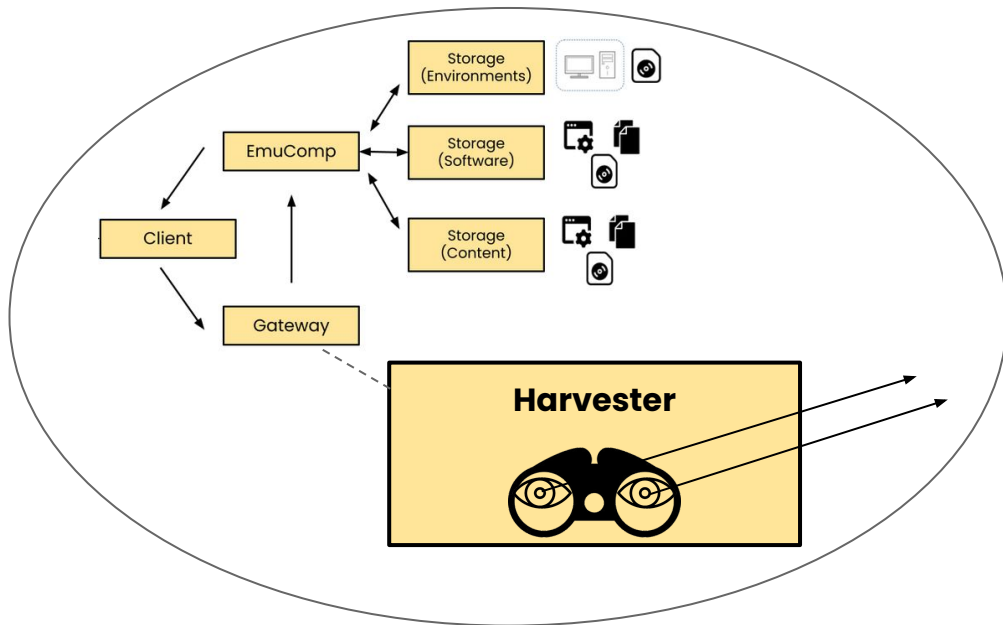 Storage
(Environments)
EmuComp
Storage
(Software)
Client
Storage
(Content)
Gateway
Harvester